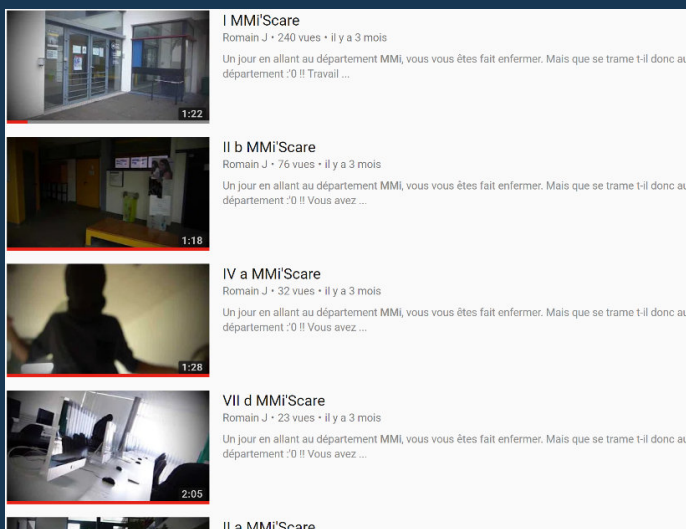 I MMi'Scare
Romain J • 240 vues • il y a 3 mois
Un jour en allant au département MMi, vous vous êtes fait enfermer. Mais que se trame t-il donc au
département :'0 !! Travail ...
1:22
II b MMi'Scare
Romain J • 76 vues • il y a 3 mois
Un jour en allant au département MMi, vous vous êtes fait enfermer. Mais que se trame t-il donc au
département :'0 !! Vous avez ...
1:18
IV a MMi'Scare
Romain J • 32 vues • il y a 3 mois
Un jour en allant au département MMi, vous vous êtes fait enfermer. Mais que se trame t-il donc au
département :'0 !! Vous avez ...
1:28
VII d MMi'Scare
Romain J • 23 vues • il y a 3 mois
Un jour en allant au département MMi, vous vous êtes fait enfermer. Mais que se trame t-il donc au
département :'0 !! Vous avez ...
2:05
II a MMi'Scare